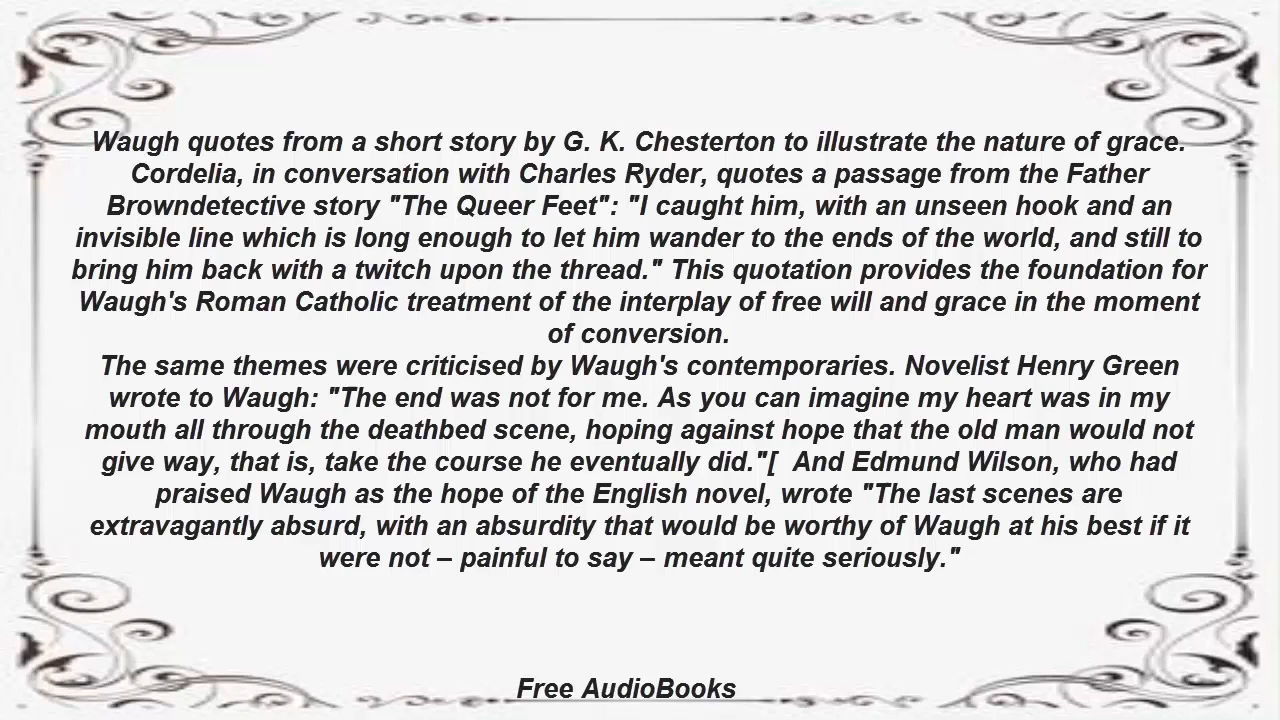 Waugh quotes from a short story by G. K. Chesterton to illustrate the nature of grace.
Cordelia, in conversation with Charles Ryder, quotes a passage from the Father
Browndetective story "The Queer Feet": "I caught him, with an unseen hook and an
invisible line which is long enough to let him wander to the ends of the world, and still to
bring him back with a twitch upon the thread." This quotation provides the foundation for
Waugh's Roman Catholic treatment of the interplay of free will and grace in the moment
of conversion.
The same themes were criticised by Waugh's contemporaries. Novelist Henry Green
wrote to Waugh: "The end was not for me. As you can imagine my heart was in my
mouth all through the deathbed scene, hoping against hope that the old man would not
give way, that is, take the course he eventually did."[  And Edmund Wilson, who had
praised Waugh as the hope of the English novel, wrote "The last scenes are
extravagantly absurd, with an absurdity that would be worthy of Waugh at his best if it
were not – painful to say – meant quite seriously."
Free AudioBooks